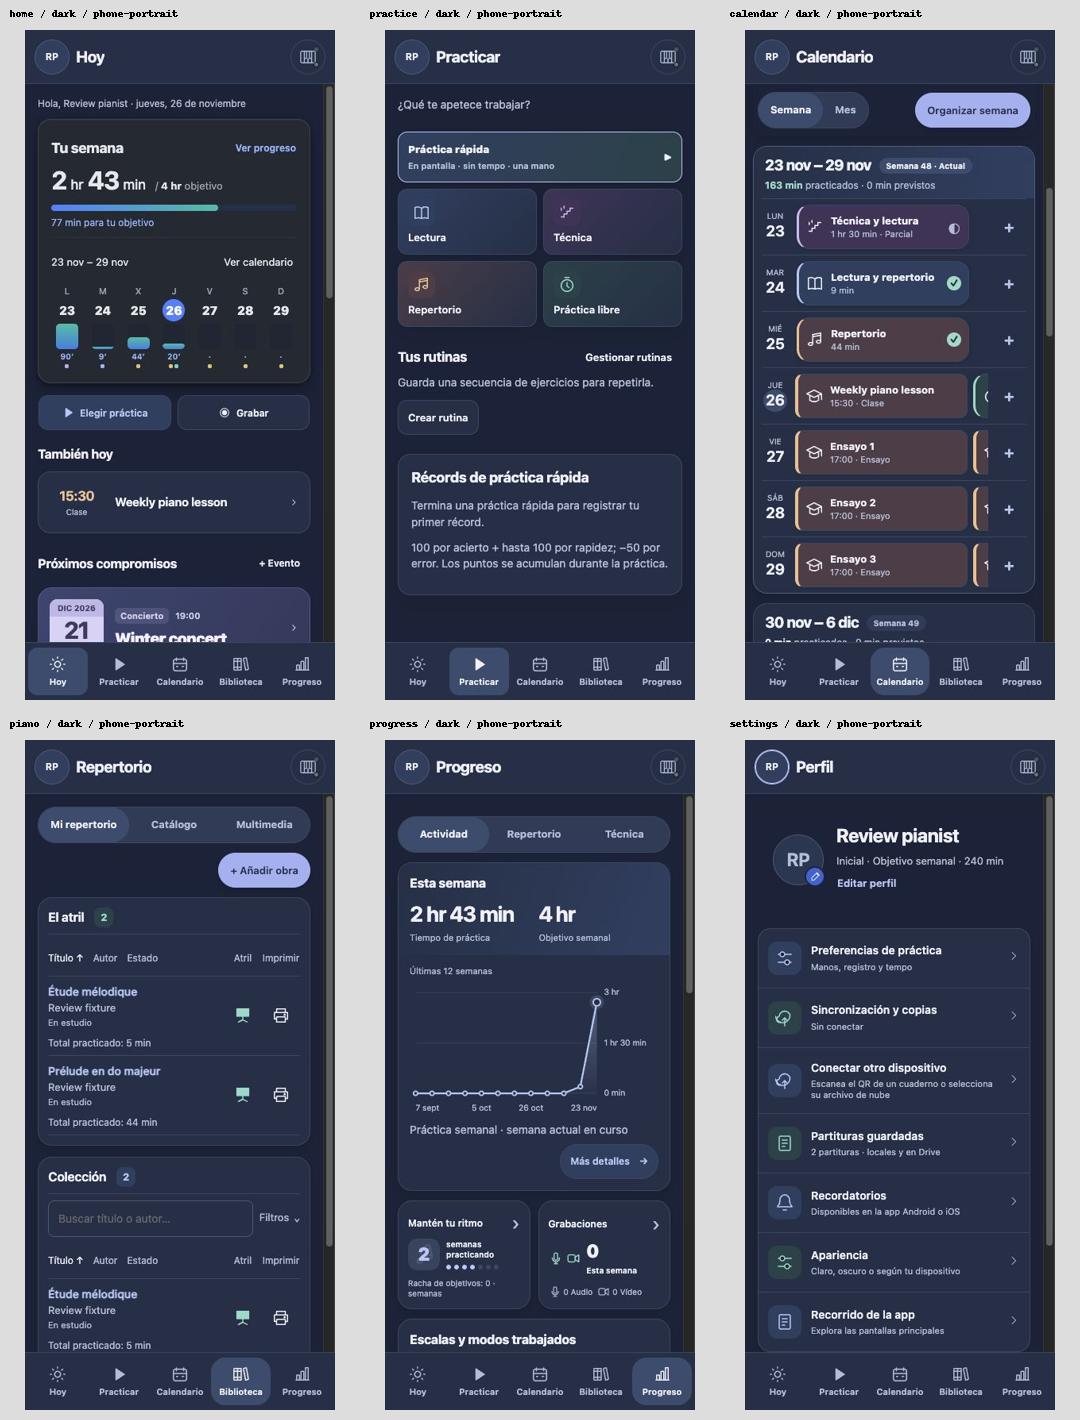 home / dark / phone-portrait
RP Hoy
Hola, Review pianist · jueves, 26 de noviembre
Tu semana Ver progreso
2 hr 43 min / 4 hr objetivo
77 min para tu objetivo
23 nov – 29 nov Ver calendario
L M X J V S D
23 24 25 26 27 28 29
90' 9' 44' 20' · · ·
Elegir práctica Grabar
También hoy
15:30 Weekly piano lesson
Clase
Próximos compromisos + Evento
DIC 2026 Concierto 19:00
21 Winter concert
Hoy Practicar Calendario Biblioteca Progreso
practice / dark / phone-portrait
RP Practicar
¿Qué te apetece trabajar?
Práctica rápida
En pantalla · sin tempo · una mano
Lectura Técnica
Repertorio Práctica libre
Tus rutinas Gestionar rutinas
Guarda una secuencia de ejercicios para repetirla.
Crear rutina
Récords de práctica rápida
Termina una práctica rápida para registrar tu
primer récord.
100 por acierto + hasta 100 por rapidez; −50 por
error. Los puntos se acumulan durante la práctica.
Hoy Practicar Calendario Biblioteca Progreso
calendar / dark / phone-portrait
RP Calendario
Semana Mes Organizar semana
23 nov – 29 nov Semana 48 · Actual
163 min practicados · 0 min previstos
LUN 23 Técnica y lectura +
1 hr 30 min · Parcial
MAR 24 Lectura y repertorio +
9 min
MIÉ 25 Repertorio +
44 min
JUE 26 Weekly piano lesson +
15:30 · Clase
VIE 27 Ensayo 1 +
17:00 · Ensayo
SÁB 28 Ensayo 2 +
17:00 · Ensayo
DOM 29 Ensayo 3 +
17:00 · Ensayo
30 nov – 6 dic Semana 49
0 min practicados · 0 min previstos
Hoy Practicar Calendario Biblioteca Progreso
piano / dark / phone-portrait
RP Repertorio
Mi repertorio Catálogo Multimedia
+ Añadir obra
El atril 2
Título ↑ Autor Estado Atril Imprimir
Étude mélodique
Review fixture
En estudio
Total practicado: 5 min
Prélude en do majeur
Review fixture
En estudio
Total practicado: 44 min
Colección 2
Buscar título o autor... Filtros
Título ↑ Autor Estado Atril Imprimir
Étude mélodique
Review fixture
En estudio
Total practicado: 5 min
Hoy Practicar Calendario Biblioteca Progreso
progress / dark / phone-portrait
RP Progreso
Actividad Repertorio Técnica
Esta semana
2 hr 43 min 4 hr
Tiempo de práctica Objetivo semanal
Últimas 12 semanas
3 hr
1 hr 30 min
0 min
7 sept 5 oct 26 oct 23 nov
Práctica semanal · semana actual en curso
Más detalles →
Mantén tu ritmo
2 semanas
practicando
Racha de objetivos: 0 ·
semanas
Grabaciones
0
Esta semana
0 Audio 0 Vídeo
Escalas y modos trabajados
Hoy Practicar Calendario Biblioteca Progreso
settings / dark / phone-portrait
RP Perfil
RP Review pianist
Inicial · Objetivo semanal · 240 min
Editar perfil
Preferencias de práctica
Manos, registro y tempo
Sincronización y copias
Sin conectar
Conectar otro dispositivo
Escanea el QR de un cuaderno o selecciona
su archivo de nube
Partituras guardadas
2 partituras · locales y en Drive
Recordatorios
Disponibles en la app Android o iOS
Apariencia
Claro, oscuro o según tu dispositivo
Recorrido de la app
Explora las pantallas principales
Hoy Practicar Calendario Biblioteca Progreso